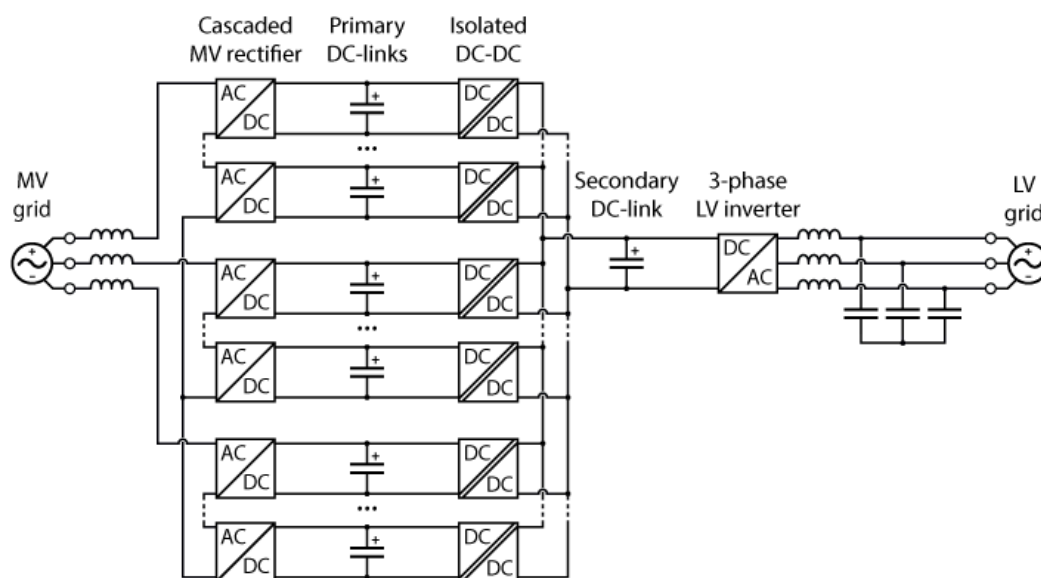 Cascaded
MV rectifier
Primary
DC-links
Isolated
DC-DC
AC
DC
+
DC
DC
...
AC
DC
+
DC
DC
MV
grid
+
−
AC
DC
+
DC
DC
...
AC
DC
+
DC
DC
AC
DC
+
DC
DC
...
AC
DC
+
DC
DC
Secondary
DC-link
+
3-phase
LV inverter
DC
AC
LV
grid
+
−